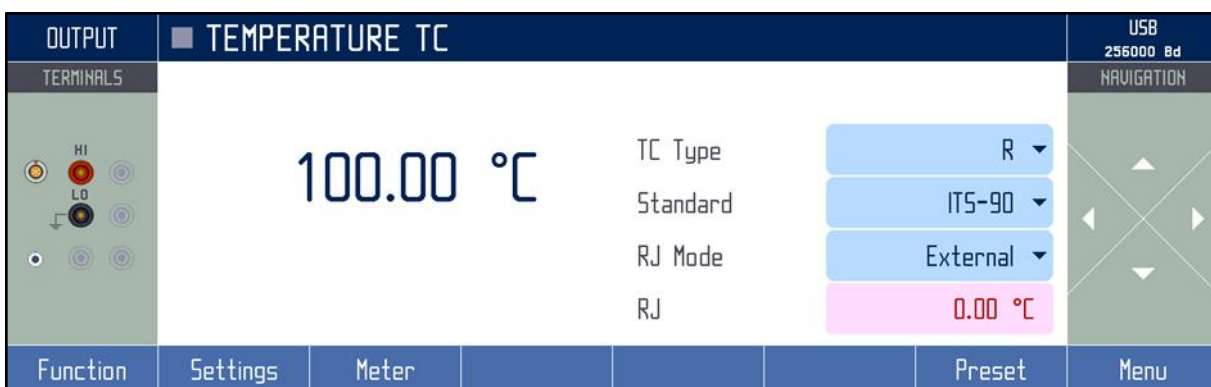 OUTPUT
TEMPERATURE TC
USB
256000 Bd
TERMINALS
NAVIGATION
HI
LO
100.00 °C
TC Type
R
Standard
ITS-90
RJ Mode
External
RJ
0.00 °C
Function
Settings
Meter
Preset
Menu